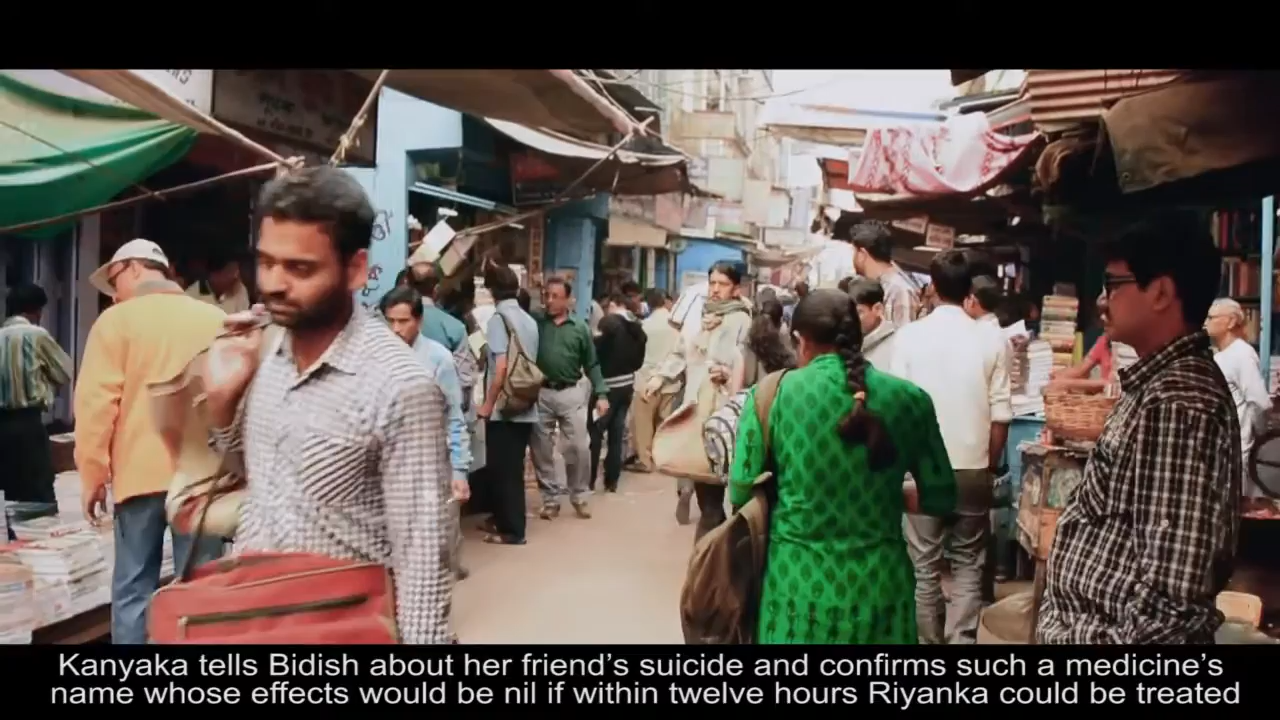 Kanyaka tells Bidish about her friend's suicide and confirms such a medicine's
name whose effects would be nil if within twelve hours Riyanka could be treated